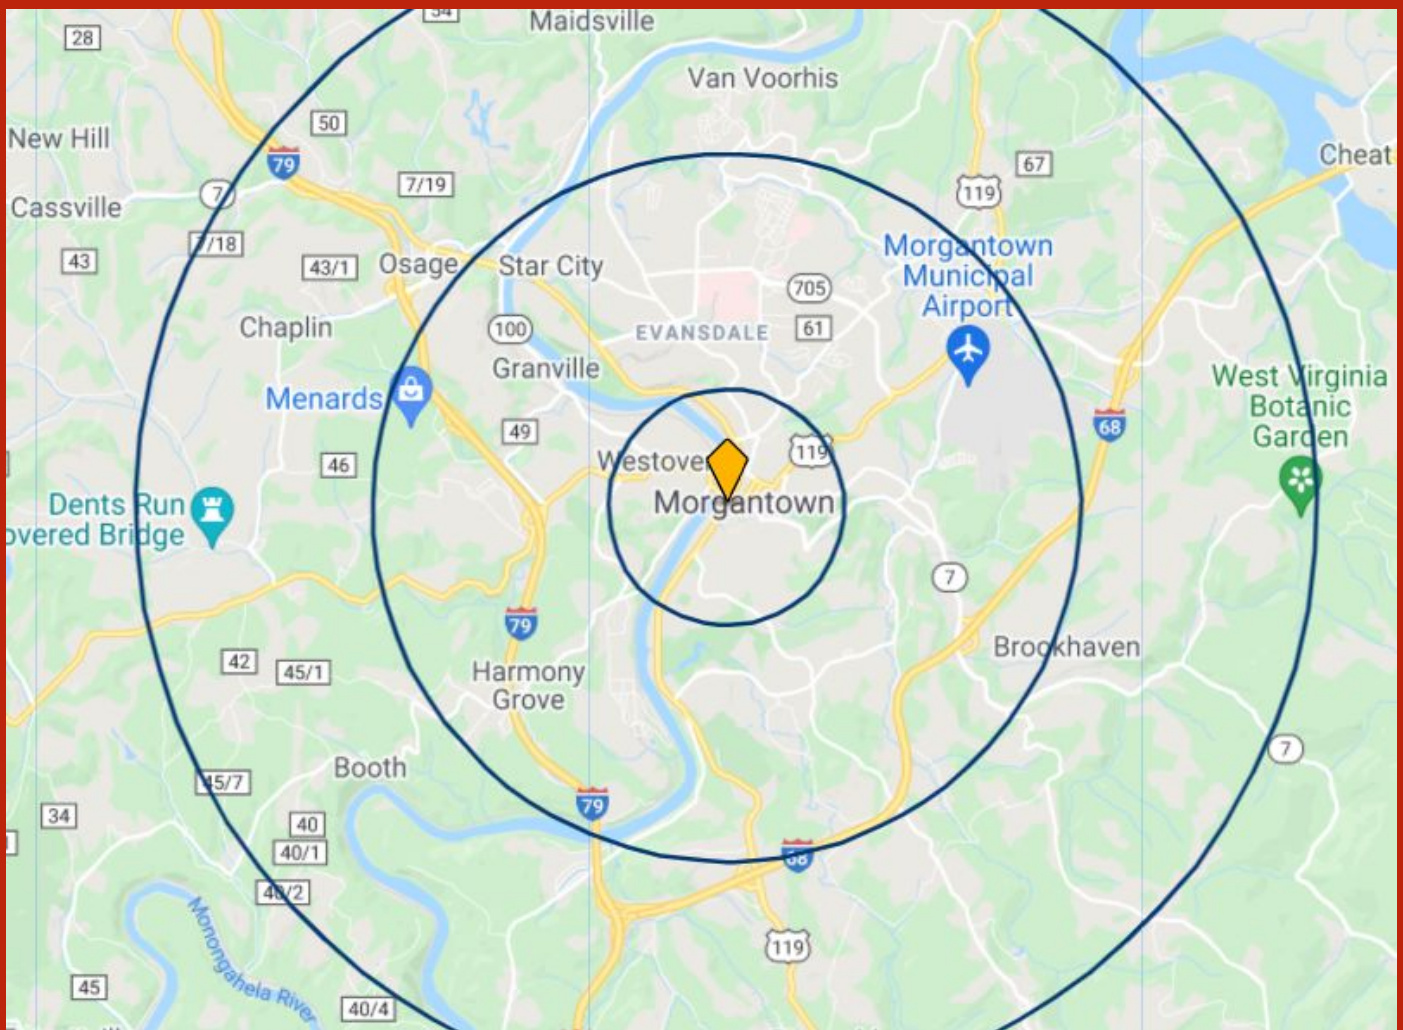 54
Maidsville
28
Van Voorhis
50
New Hill
79
67
Cheat
7/19
7
119
Cassville
7/18
43
43/1
Osage
Star City
Morgantown
Municipal
Airport
705
Chaplin
100
EVANSDALE
61
Granville
Menards
West Virginia
Botanic
Garden
49
68
46
Westover
119
Dents Run
overed Bridge
Morgantown
7
79
42
45/1
Harmony
Grove
Brookhaven
7
Booth
45/7
79
34
40
40/1
68
40/2
Monongahela River
119
45
40/4